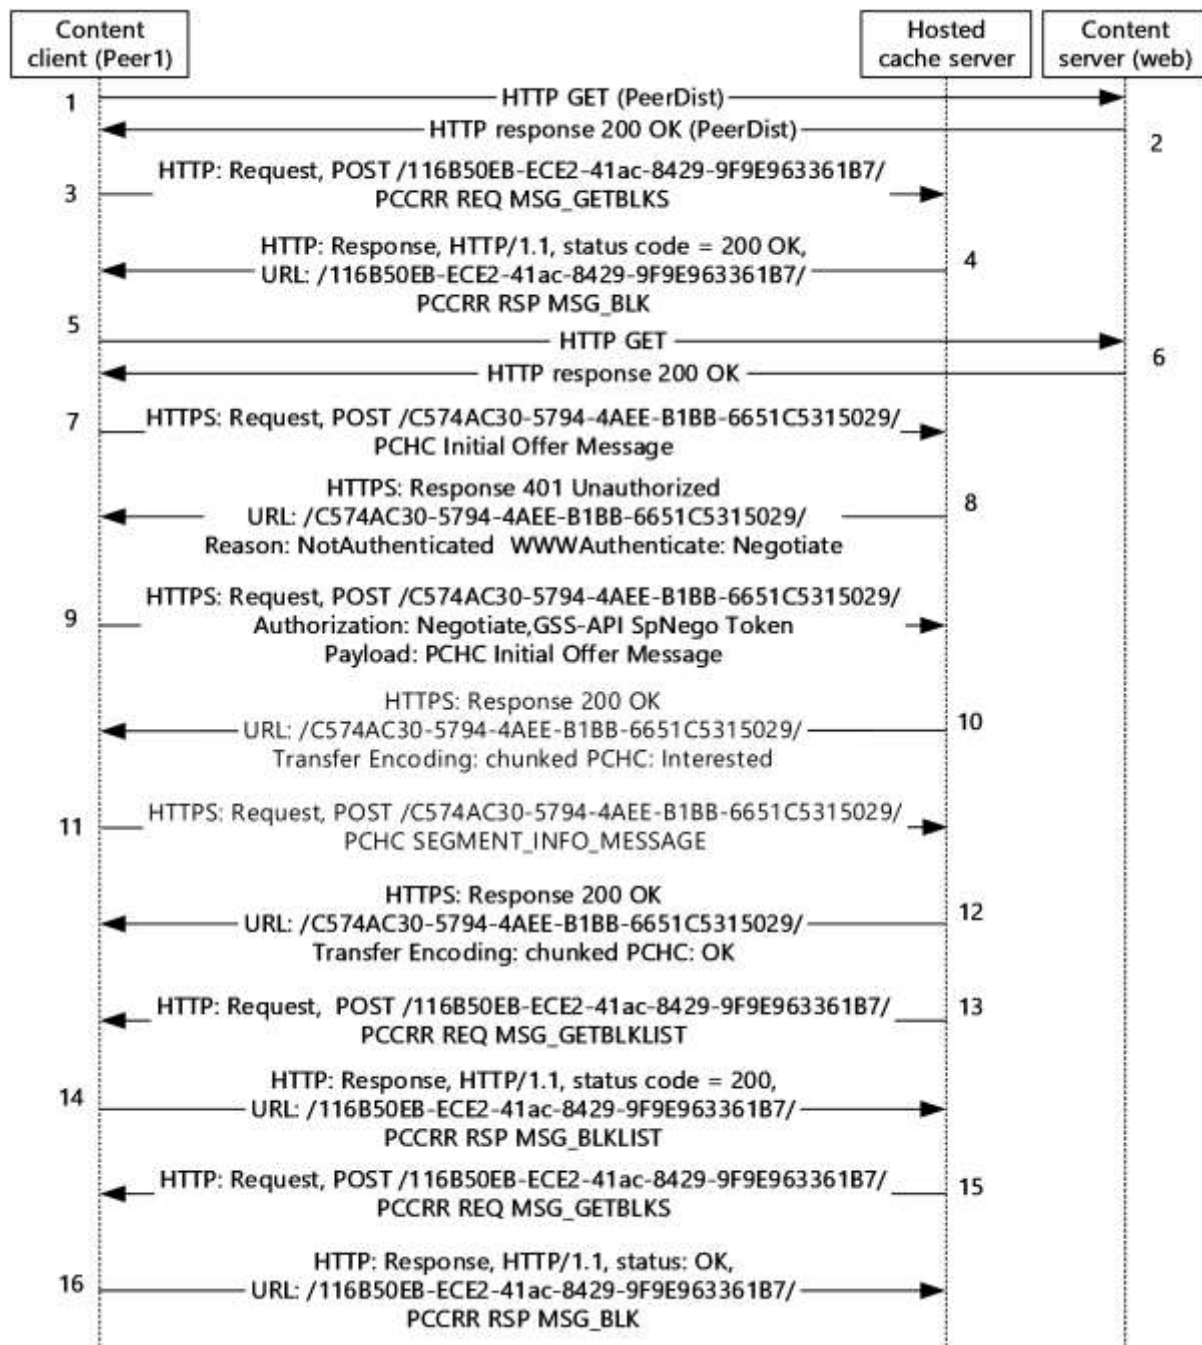 Content
client (Peer1)
Hosted
cache server
Content
server (web)
1
HTTP GET (PeerDist)
HTTP response 200 OK (PeerDist)
2
HTTP: Request, POST /116B50EB-ECE2-41ac-8429-9F9E963361B7/
3
PCCRR REQ MSG_GETBLKS
HTTP: Response, HTTP/1.1, status code = 200 OK,
4
URL: /116B50EB-ECE2-41ac-8429-9F9E963361B7/
PCCRR RSP MSG_BLK
5
HTTP GET
6
HTTP response 200 OK
7
HTTPS: Request, POST /C574AC30-5794-4AEE-B1BB-6651C5315029/
PCHC Initial Offer Message
HTTPS: Response 401 Unauthorized
8
URL: /C574AC30-5794-4AEE-B1BB-6651C5315029/
Reason: NotAuthenticated WWWAuthenticate: Negotiate
HTTPS: Request, POST /C574AC30-5794-4AEE-B1BB-6651C5315029/
9
Authorization: Negotiate,GSS-API SpNego Token
Payload: PCHC Initial Offer Message
HTTPS: Response 200 OK
10
URL: /C574AC30-5794-4AEE-B1BB-6651C5315029/
Transfer Encoding: chunked PCHC: Interested
11
HTTPS: Request, POST /C574AC30-5794-4AEE-B1BB-6651C5315029/
PCHC SEGMENT_INFO_MESSAGE
HTTPS: Response 200 OK
12
URL: /C574AC30-5794-4AEE-B1BB-6651C5315029/
Transfer Encoding: chunked PCHC: OK
HTTP: Request, POST /116B50EB-ECE2-41ac-8429-9F9E963361B7/
13
PCCRR REQ MSG_GETBLKLIST
HTTP: Response, HTTP/1.1, status code = 200,
14
URL: /116B50EB-ECE2-41ac-8429-9F9E963361B7/
PCCRR RSP MSG_BLKLIST
HTTP: Request, POST /116B50EB-ECE2-41ac-8429-9F9E963361B7/
15
PCCRR REQ MSG_GETBLKS
HTTP: Response, HTTP/1.1, status: OK,
16
URL: /116B50EB-ECE2-41ac-8429-9F9E963361B7/
PCCRR RSP MSG_BLK